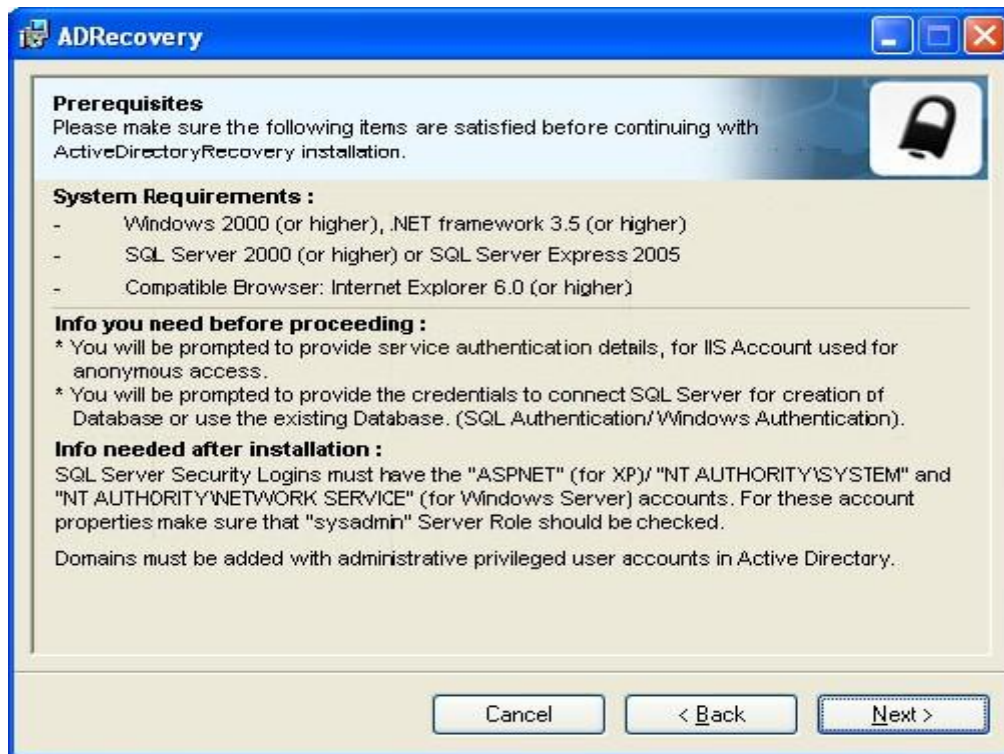 ADRecovery
Prerequisites
Please make sure the following items are satisfied before continuing with
ActiveDirectoryRecovery installation.
System Requirements :
- Windows 2000 (or higher), .NET framework 3.5 (or higher)
- SQL Server 2000 (or higher) or SQL Server Express 2005
- Compatible Browser: Internet Explorer 6.0 (or higher)
Info you need before proceeding :
* You will be prompted to provide service authentication details, for IIS Account used for
anonymous access.
* You will be prompted to provide the credentials to connect SQL Server for creation of
Database or use the existing Database. (SQL Authentication/Windows Authentication).
Info needed after installation :
SQL Server Security Logins must have the "ASPNET" (for XP)/ "NT AUTHORITY\SYSTEM" and
"NT AUTHORITY\NETWORK SERVICE" (for Windows Server) accounts. For these account
properties make sure that "sysadmin" Server Role should be checked.
Domains must be added with administrative privileged user accounts in Active Directory.
Cancel
< Back
Next >